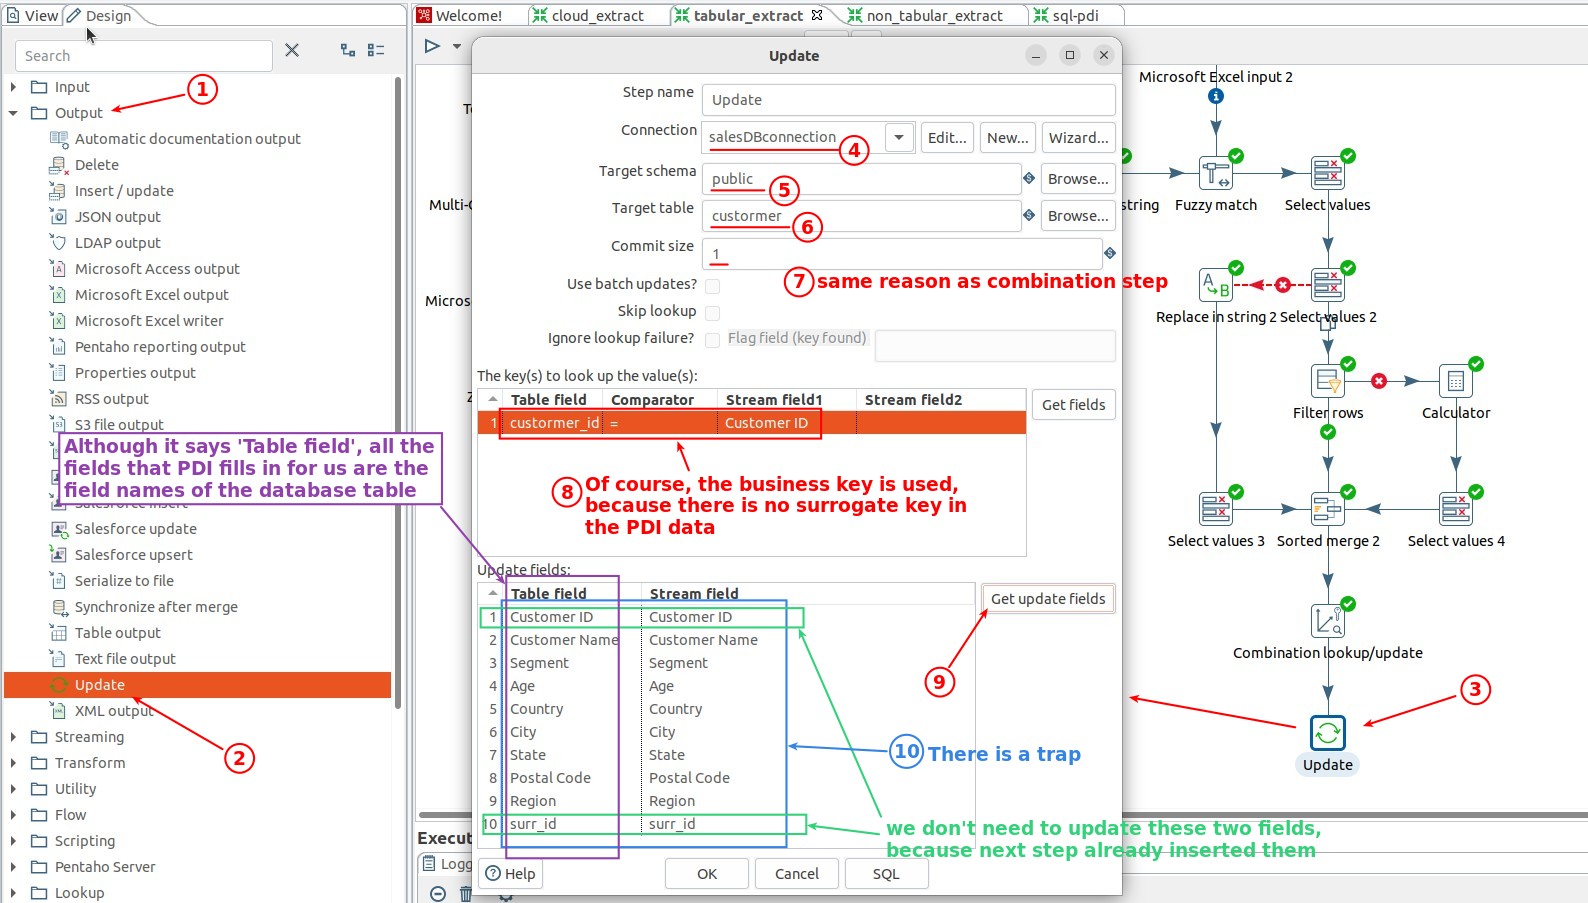 View
Design
Welcome!
cloud_extract
tabular_extract
non_tabular_extract
sql-pdi
Search
Input
Output
Automatic documentation output
Delete
Insert / update
JSON output
LDAP output
Microsoft Access output
Microsoft Excel output
Microsoft Excel writer
Pentaho reporting output
Properties output
RSS output
S3 file output
Although it says 'Table field', all the
fields that PDI fills in for us are the
field names of the database table
Salesforce update
Salesforce upsert
Serialize to file
Synchronize after merge
Table output
Text file output
Update
XML output
Streaming
Transform
Utility
Flow
Scripting
Pentaho Server
Lookup
1
2
Multi-
Micros
Execut
Logg
Update
Step name
Update
Connection
salesDBconnection
Edit...
New...
Wizard...
4
Target schema
public
Browse...
5
Target table
custormer
Browse...
6
Commit size
1
7 same reason as combination step
Use batch updates?
Skip lookup
Ignore lookup failure?
Flag field (key found)
The key(s) to look up the value(s):
Table field Comparator Stream field1 Stream field2
1 custormer_id = Customer ID
Get fields
8 Of course, the business key is used,
because there is no surrogate key in
the PDI data
Update fields:
Table field Stream field
1 Customer ID Customer ID
2 Customer Name Customer Name
3 Segment Segment
4 Age Age
5 Country Country
6 City City
7 State State
8 Postal Code Postal Code
9 Region Region
10 surr_id surr_id
Get update fields
9
10 There is a trap
we don't need to update these two fields,
because next step already inserted them
Help
OK
Cancel
SQL
Microsoft Excel input 2
string
Fuzzy match
Select values
Replace in string 2
Select values 2
Filter rows
Calculator
Select values 3
Sorted merge 2
Select values 4
Combination lookup/update
3
Update